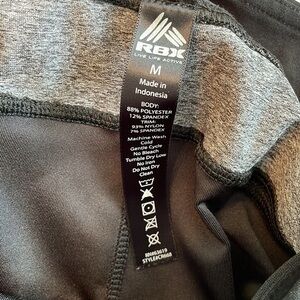 RBX
LIVE LIFE ACTIVE
M
Made in
Indonesia
BODY:
88% POLYESTER
12% SPANDEX
TRIM:
93% NYLON
7% SPANDEX
Machine Wash
Cold
Gentle Cycle
No Bleach
Tumble Dry Low
No Iron
Do Not Dry
Clean